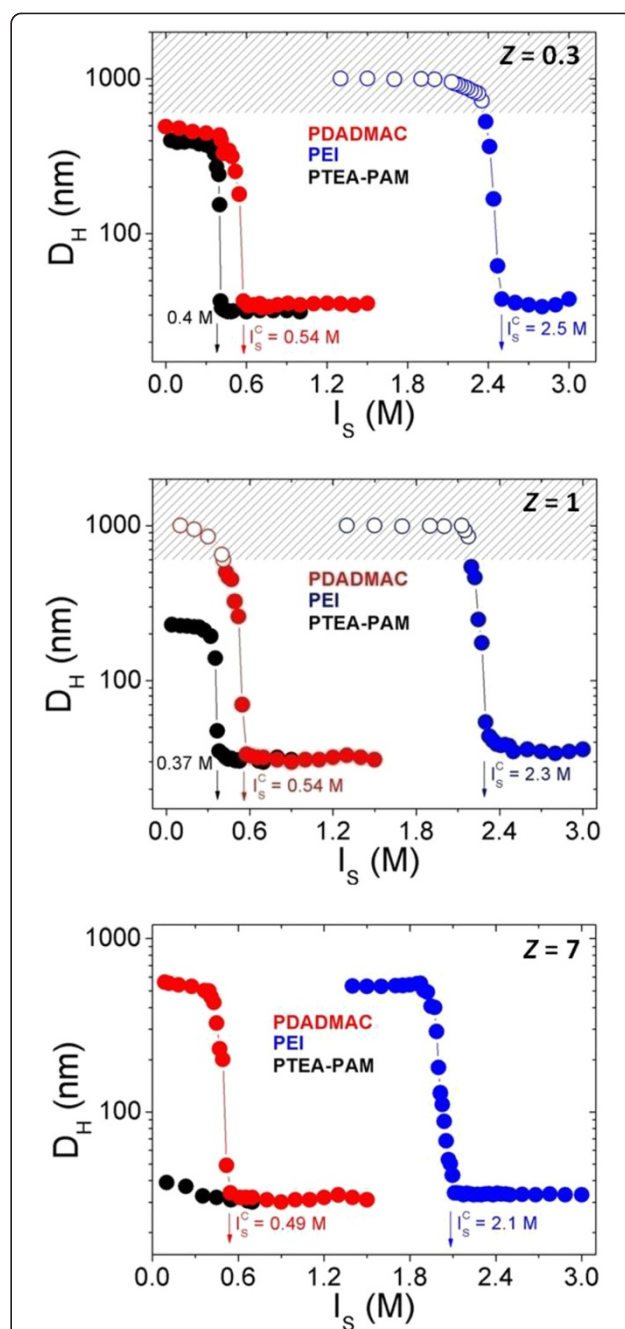 Z = 0.3
1000
100
D_H (nm)
PDADMAC
PEI
PTEA-PAM
0.4 M
I_S^C = 0.54 M
I_S^C = 2.5 M
0.0 0.6 1.2 1.8 2.4 3.0
I_S (M)
Z = 1
1000
100
D_H (nm)
PDADMAC
PEI
PTEA-PAM
0.37 M
I_S^C = 0.54 M
I_S^C = 2.3 M
0.0 0.6 1.2 1.8 2.4 3.0
I_S (M)
Z = 7
1000
100
D_H (nm)
PDADMAC
PEI
PTEA-PAM
I_S^C = 0.49 M
I_S^C = 2.1 M
0.0 0.6 1.2 1.8 2.4 3.0
I_S (M)